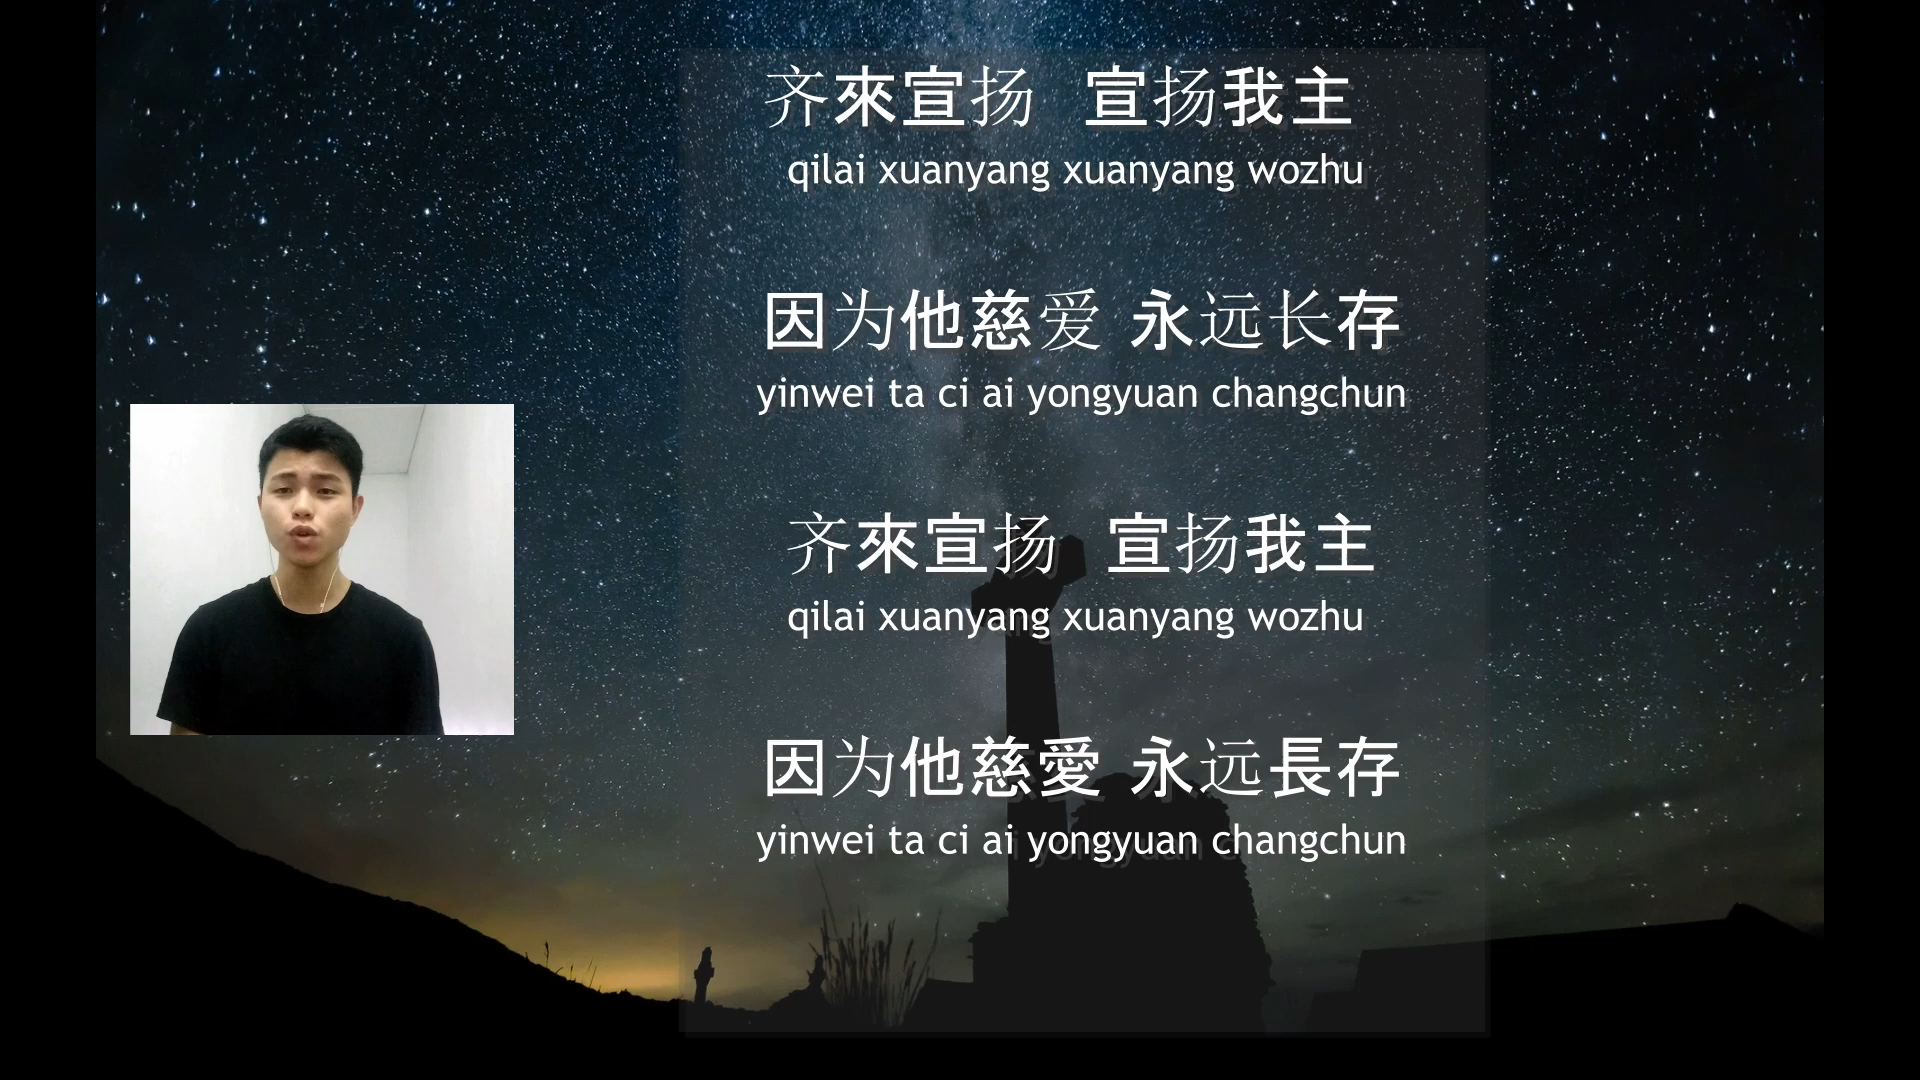 齐來宣扬 宣扬我主
qilai xuanyang xuanyang wozhu
因为他慈爱 永远长存
yinwei ta ci ai yongyuan changchun
齐來宣扬 宣扬我主
qilai xuanyang xuanyang wozhu
因为他慈愛 永远長存
yinwei ta ci ai yongyuan changchun